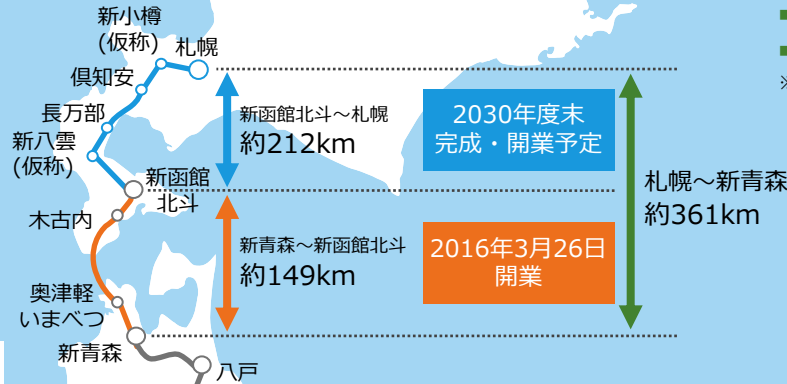 新小樽
(仮称)
札幌
倶知安
長万部
新八雲
(仮称)
新函館
北斗
木古内
奥津軽
いまべつ
新青森
八戸
新函館北斗～札幌
約212km
2030年度末
完成・開業予定
新青森～新函館北斗
約149km
2016年3月26日
開業
札幌～新青森
約361km
※